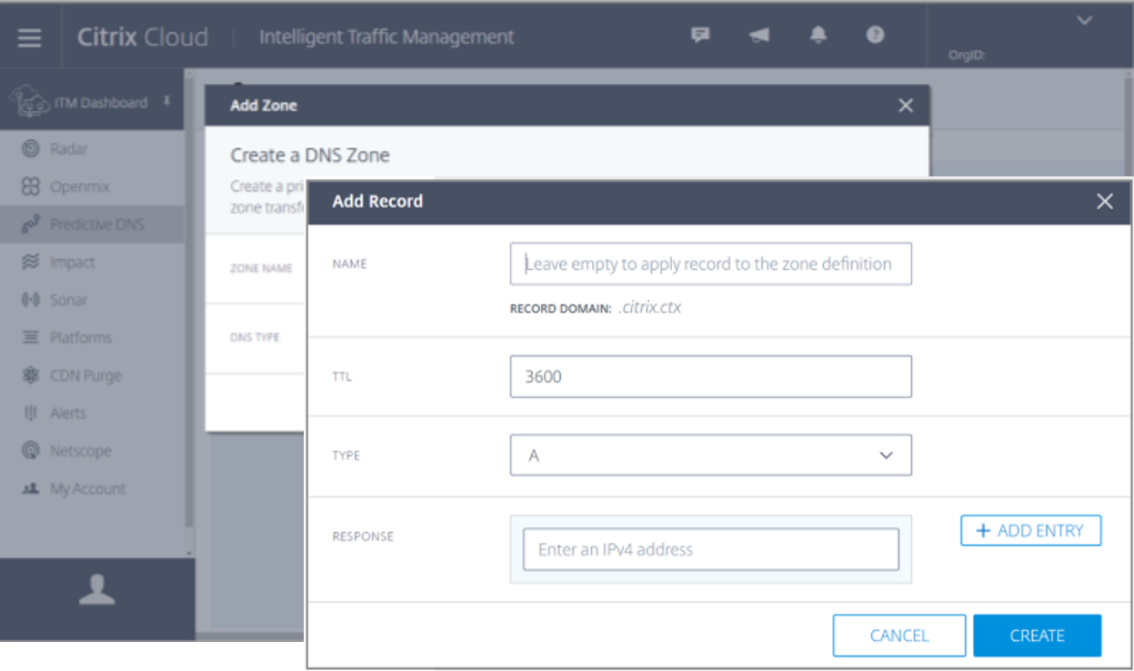 Citrix Cloud
Intelligent Traffic Management
OrgID:
ITM Dashboard
Radar
Openmix
Predictive DNS
Impact
Sonar
Platforms
CDN Purge
Alerts
Netscope
My Account
Add Zone
Create a DNS Zone
Create a pri
zone transf
ZONE NAME
DNS TYPE
Add Record
NAME
Leave empty to apply record to the zone definition
RECORD DOMAIN: .citrix.ctx
TTL
3600
TYPE
A
RESPONSE
Enter an IPv4 address
+ ADD ENTRY
CANCEL
CREATE